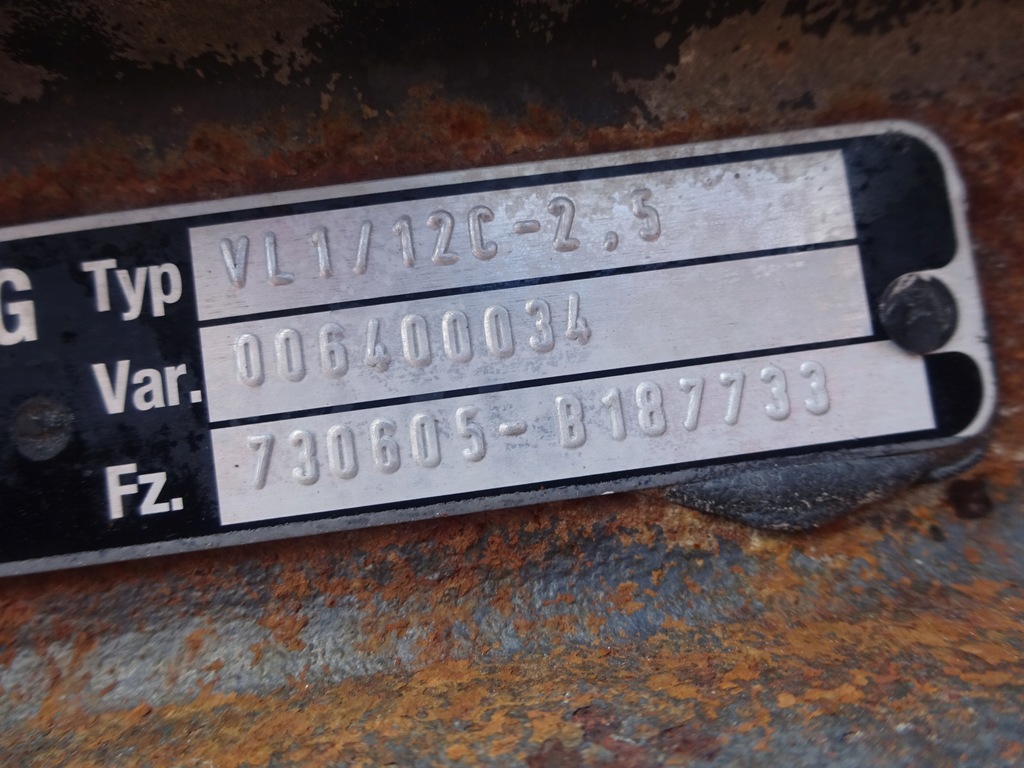 G
Typ VL1/12C-2,5
Var. 006400034
Fz. 730605-B187733